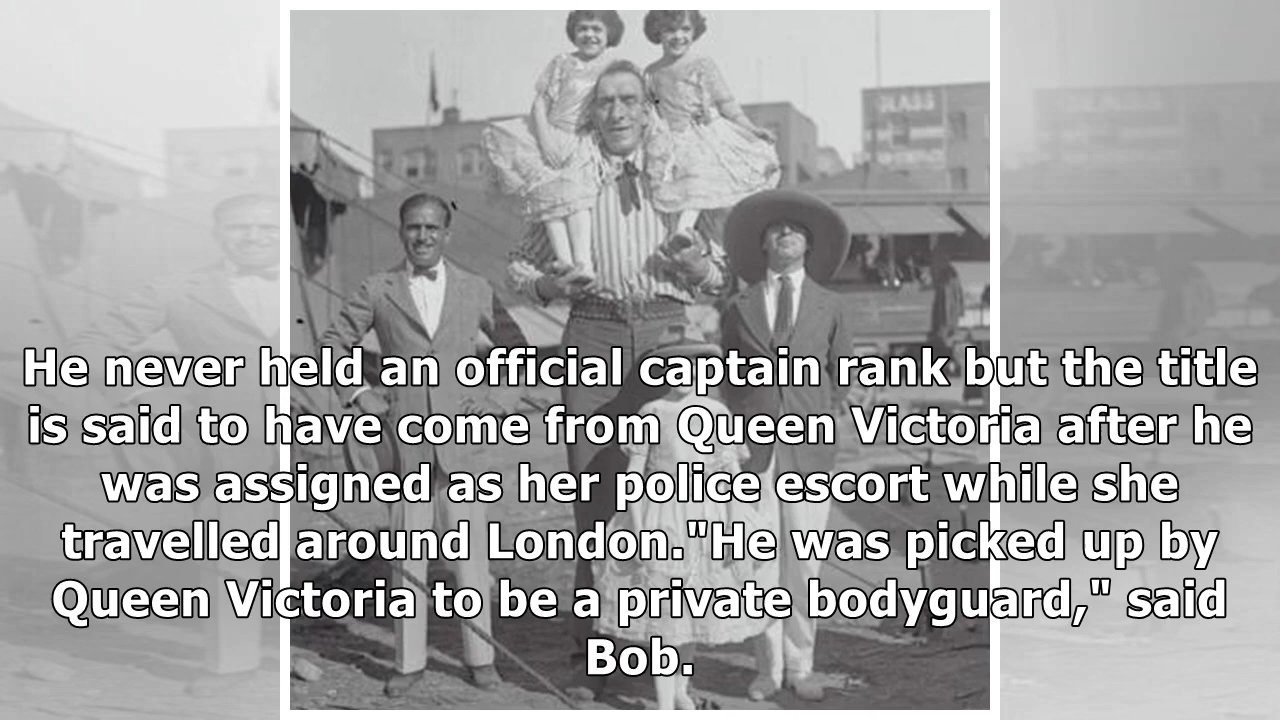 GLASS
He never held an official captain rank but the title
is said to have come from Queen Victoria after he
was assigned as her police escort while she
travelled around London."He was picked up by
Queen Victoria to be a private bodyguard," said
Bob.